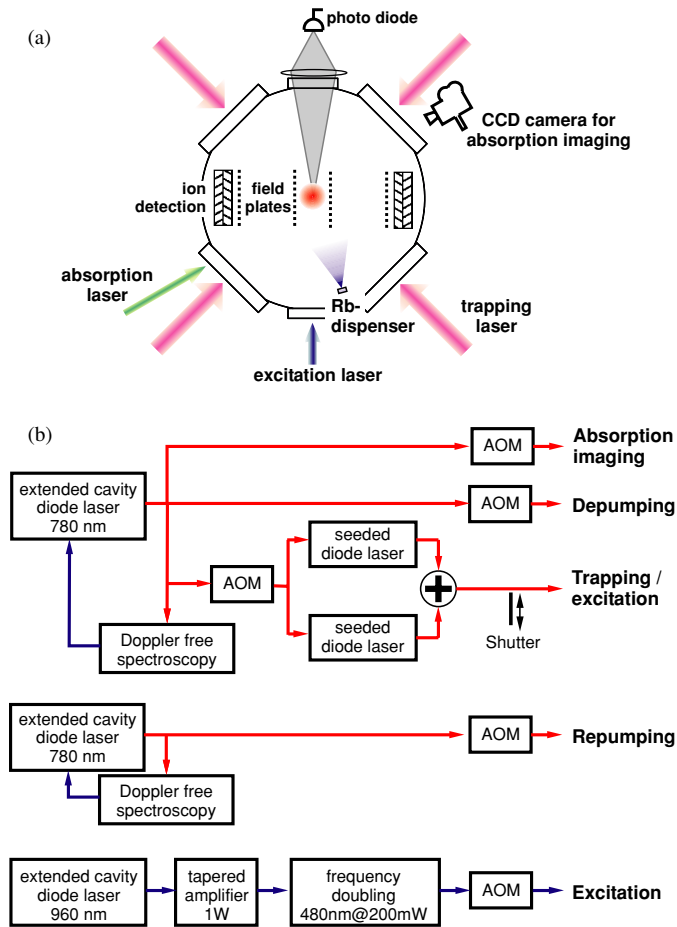 (a)
photo diode
CCD camera for
absorption imaging
ion
detection
field
plates
absorption
laser
Rb-
dispenser
trapping
laser
excitation laser
(b)
AOM
Absorption
imaging
extended cavity
diode laser
780 nm
AOM
Depumping
seeded
diode laser
AOM
Trapping /
excitation
seeded
diode laser
Shutter
Doppler free
spectroscopy
extended cavity
diode laser
780 nm
AOM
Repumping
Doppler free
spectroscopy
extended cavity
diode laser
960 nm
tapered
amplifier
1W
frequency
doubling
480nm@200mW
AOM
Excitation